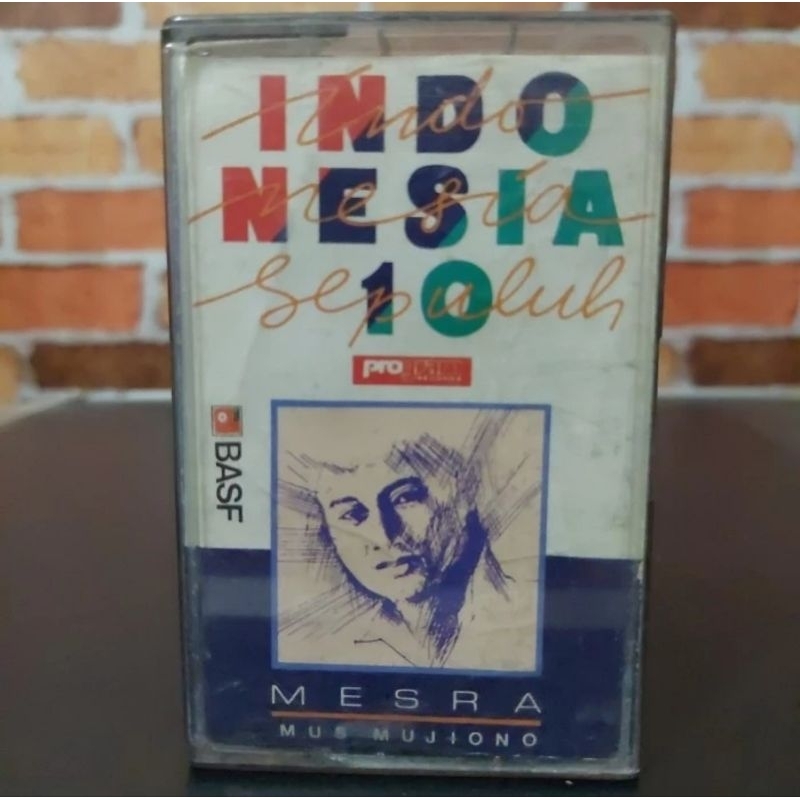 INDO
Indo
NESIA
nesia
10
Sepuluh
pro
BASF
MESRA
MUS MUJIONO